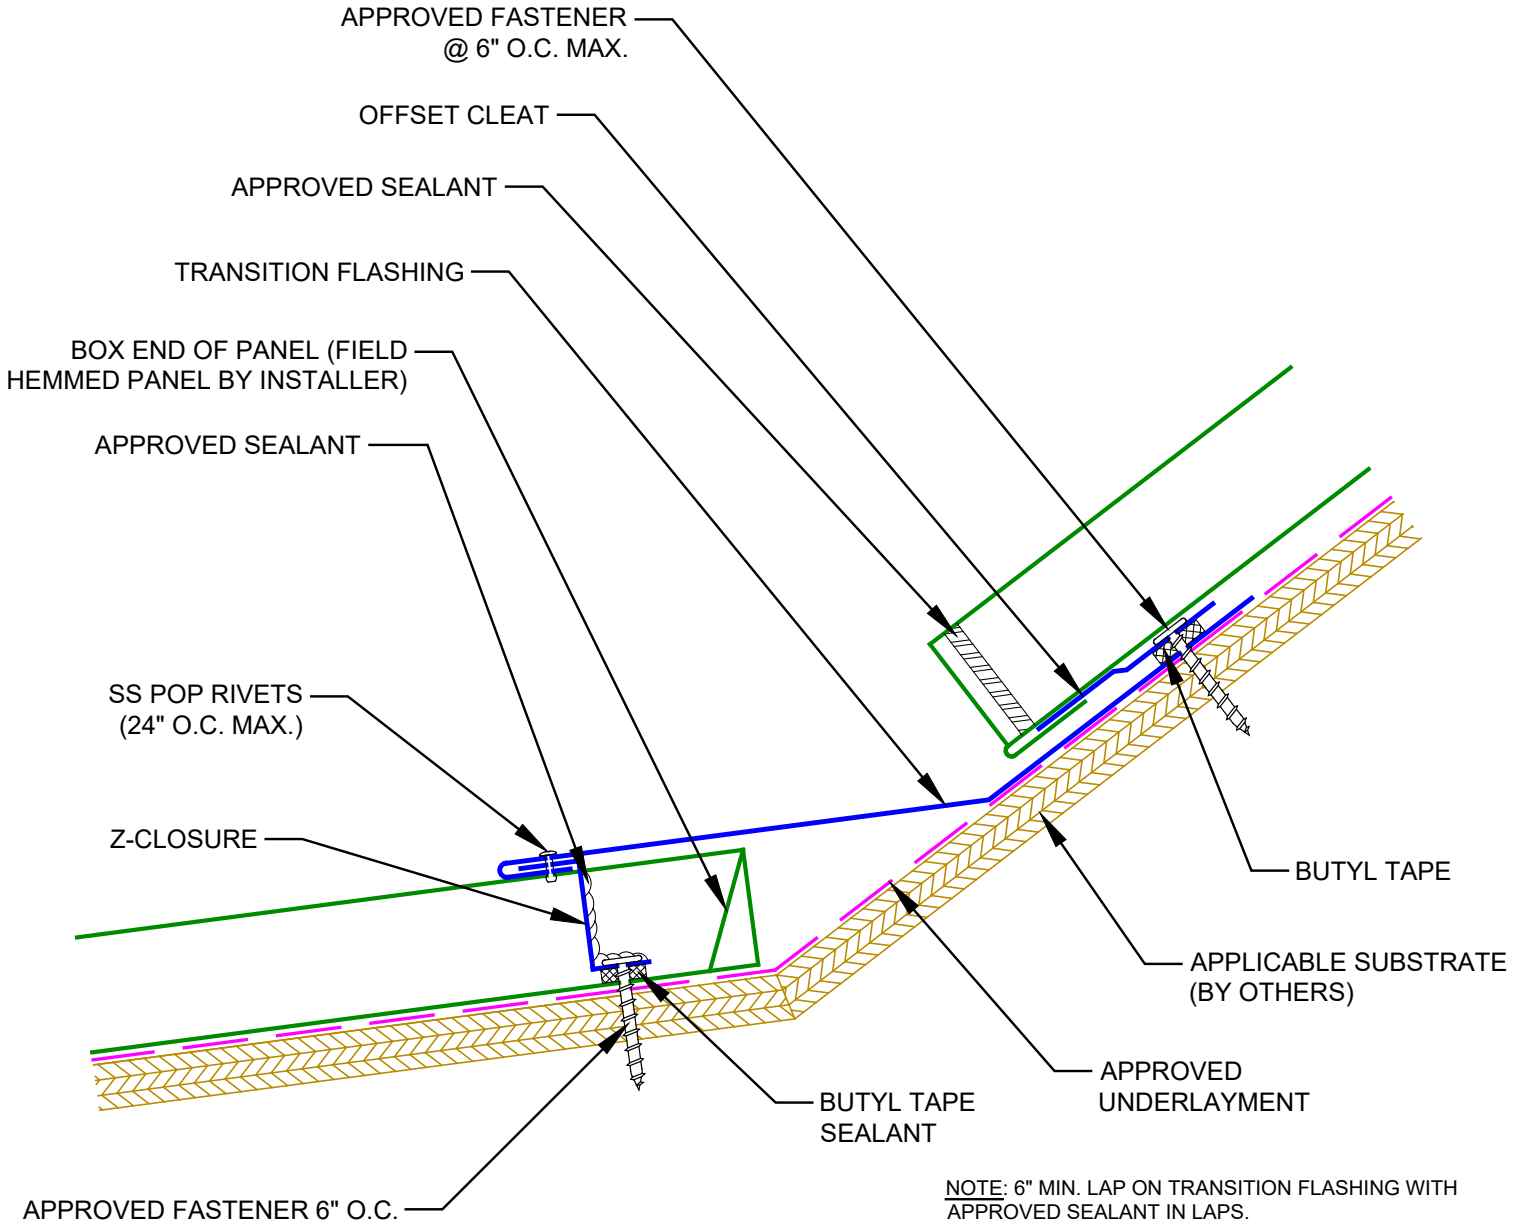 APPROVED FASTENER
@ 6" O.C. MAX.
OFFSET CLEAT
APPROVED SEALANT
TRANSITION FLASHING
BOX END OF PANEL (FIELD
HEMMED PANEL BY INSTALLER)
APPROVED SEALANT
SS POP RIVETS
(24" O.C. MAX.)
Z-CLOSURE
BUTYL TAPE
APPLICABLE SUBSTRATE
(BY OTHERS)
APPROVED
UNDERLAYMENT
BUTYL TAPE
SEALANT
APPROVED FASTENER 6" O.C.
NOTE: 6" MIN. LAP ON TRANSITION FLASHING WITH
APPROVED SEALANT IN LAPS.